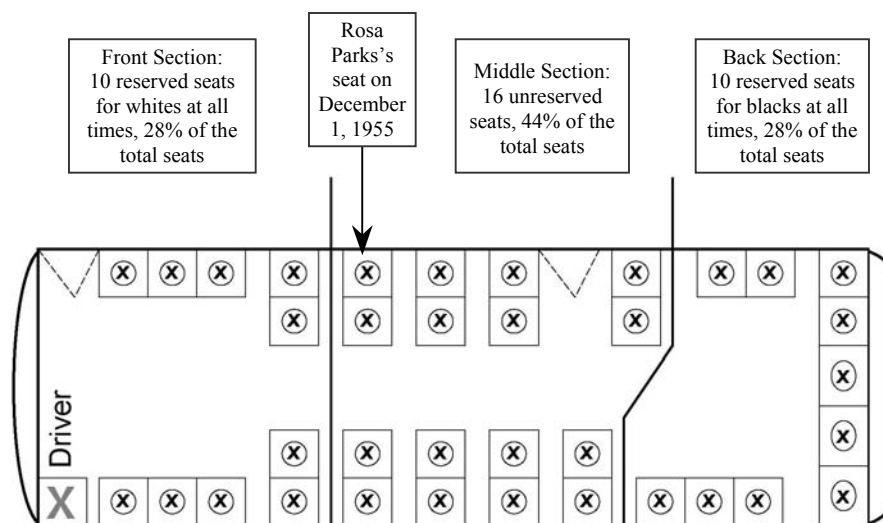 Front Section:
10 reserved seats
for whites at all
times, 28% of the
total seats
Rosa
Parks's
seat on
December
1, 1955
Middle Section:
16 unreserved
seats, 44% of the
total seats
Back Section:
10 reserved seats
for blacks at all
times, 28% of the
total seats
X X X X X X X X X X X
X X X X X X
X
Driver
X X X X X
X
X X X X X X X X X X X X